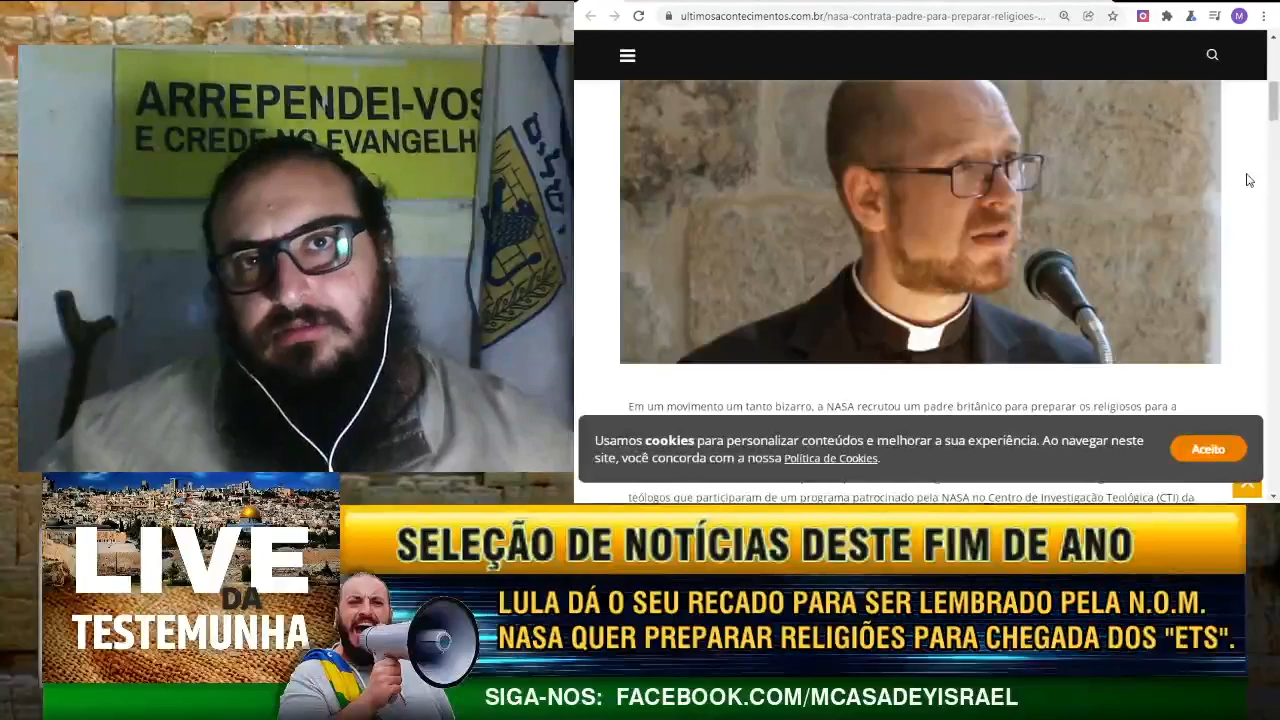 ultimosacontecimentos.com.br/nasa-contrata-padre-para-preparar-religioes-...
M
ARREPENDEI-VOS
E CREDE NO EVANGELH
ירושלים
Em um movimento um tanto bizarro, a NASA recrutou um padre britânico para preparar os religiosos para a
Usamos cookies para personalizar conteúdos e melhorar a sua experiência. Ao navegar neste
site, você concorda com a nossa Política de Cookies.
Aceito
teólogos que participaram de um programa patrocinado pela NASA no Centro de Investigação Teológica (CTI) da
LIVE
DA
TESTEMUNHA
SELEÇÃO DE NOTÍCIAS DESTE FIM DE ANO
LULA DÁ O SEU RECADO PARA SER LEMBRADO PELA N.O.M.
NASA QUER PREPARAR RELIGIÕES PARA CHEGADA DOS "ETS".
SIGA-NOS: FACEBOOK.COM/MCASADEYISRAEL